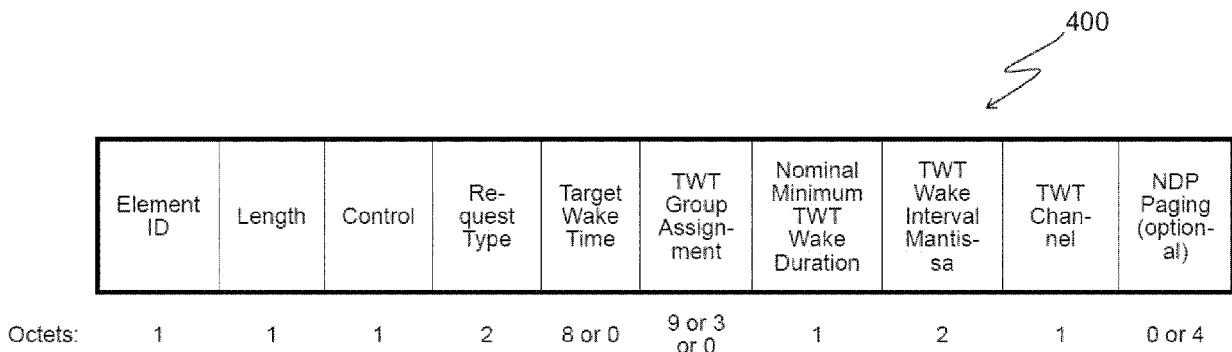 400
Element
ID
Length
Control
Re-
quest
Type
Target
Wake
Time
TWT
Group
Assign-
ment
Nominal
Minimum
TWT
Wake
Duration
TWT
Wake
Interval
Mantis-
sa
TWT
Chan-
nel
NDP
Paging
(option-
al)
Octets: 1 1 1 2 8 or 0 9 or 3 1 2 1 0 or 4
or 0